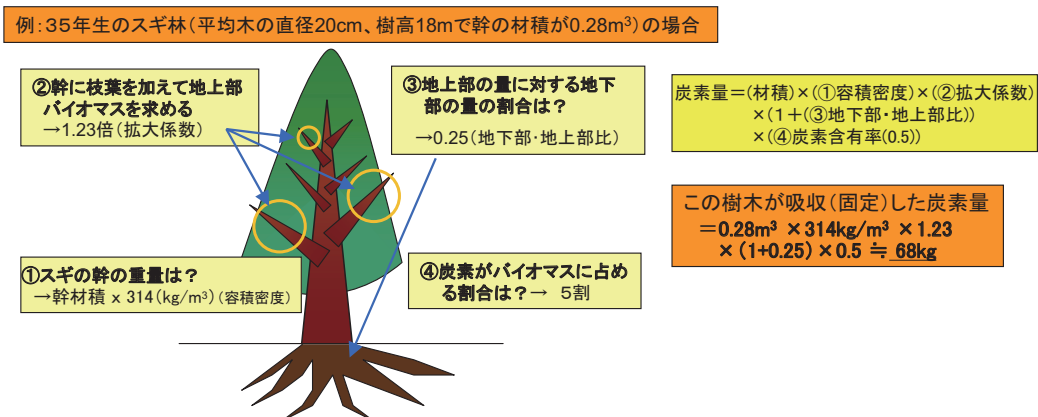 例：35年生のスギ林（平均木の直径20cm、樹高18mで幹の材積が0.28m³）の場合
②幹に枝葉を加えて地上部
バイオマスを求める
→1.23倍（拡大係数）
③地上部の量に対する地下
部の量の割合は？
→0.25（地下部・地上部比）
炭素量＝（材積）×（①容積密度）×（②拡大係数）
×（1＋（③地下部・地上部比））
×（④炭素含有率（0.5））
この樹木が吸収（固定）した炭素量
＝0.28m³ ×314kg/m³ ×1.23
×（1+0.25）×0.5 ≒ 68kg
①スギの幹の重量は？
→幹材積 x 314（kg/m³）（容積密度）
④炭素がバイオマスに占め
る割合は？→ 5割